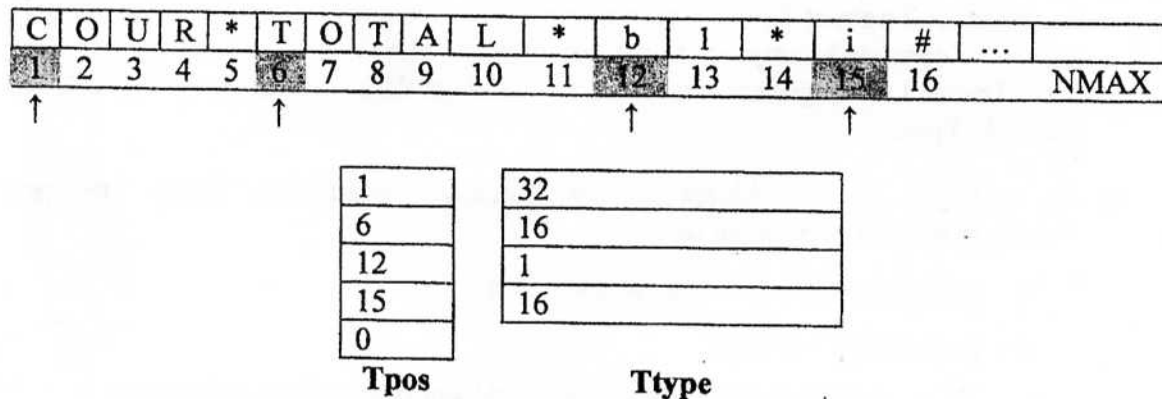 C O U R * T O T A L * b 1 * i # ...
1 2 3 4 5 6 7 8 9 10 11 12 13 14 15 16 NMAX
↑ ↑ ↑ ↑
1 32
6 16
12 1
15 16
0
Tpos Ttype